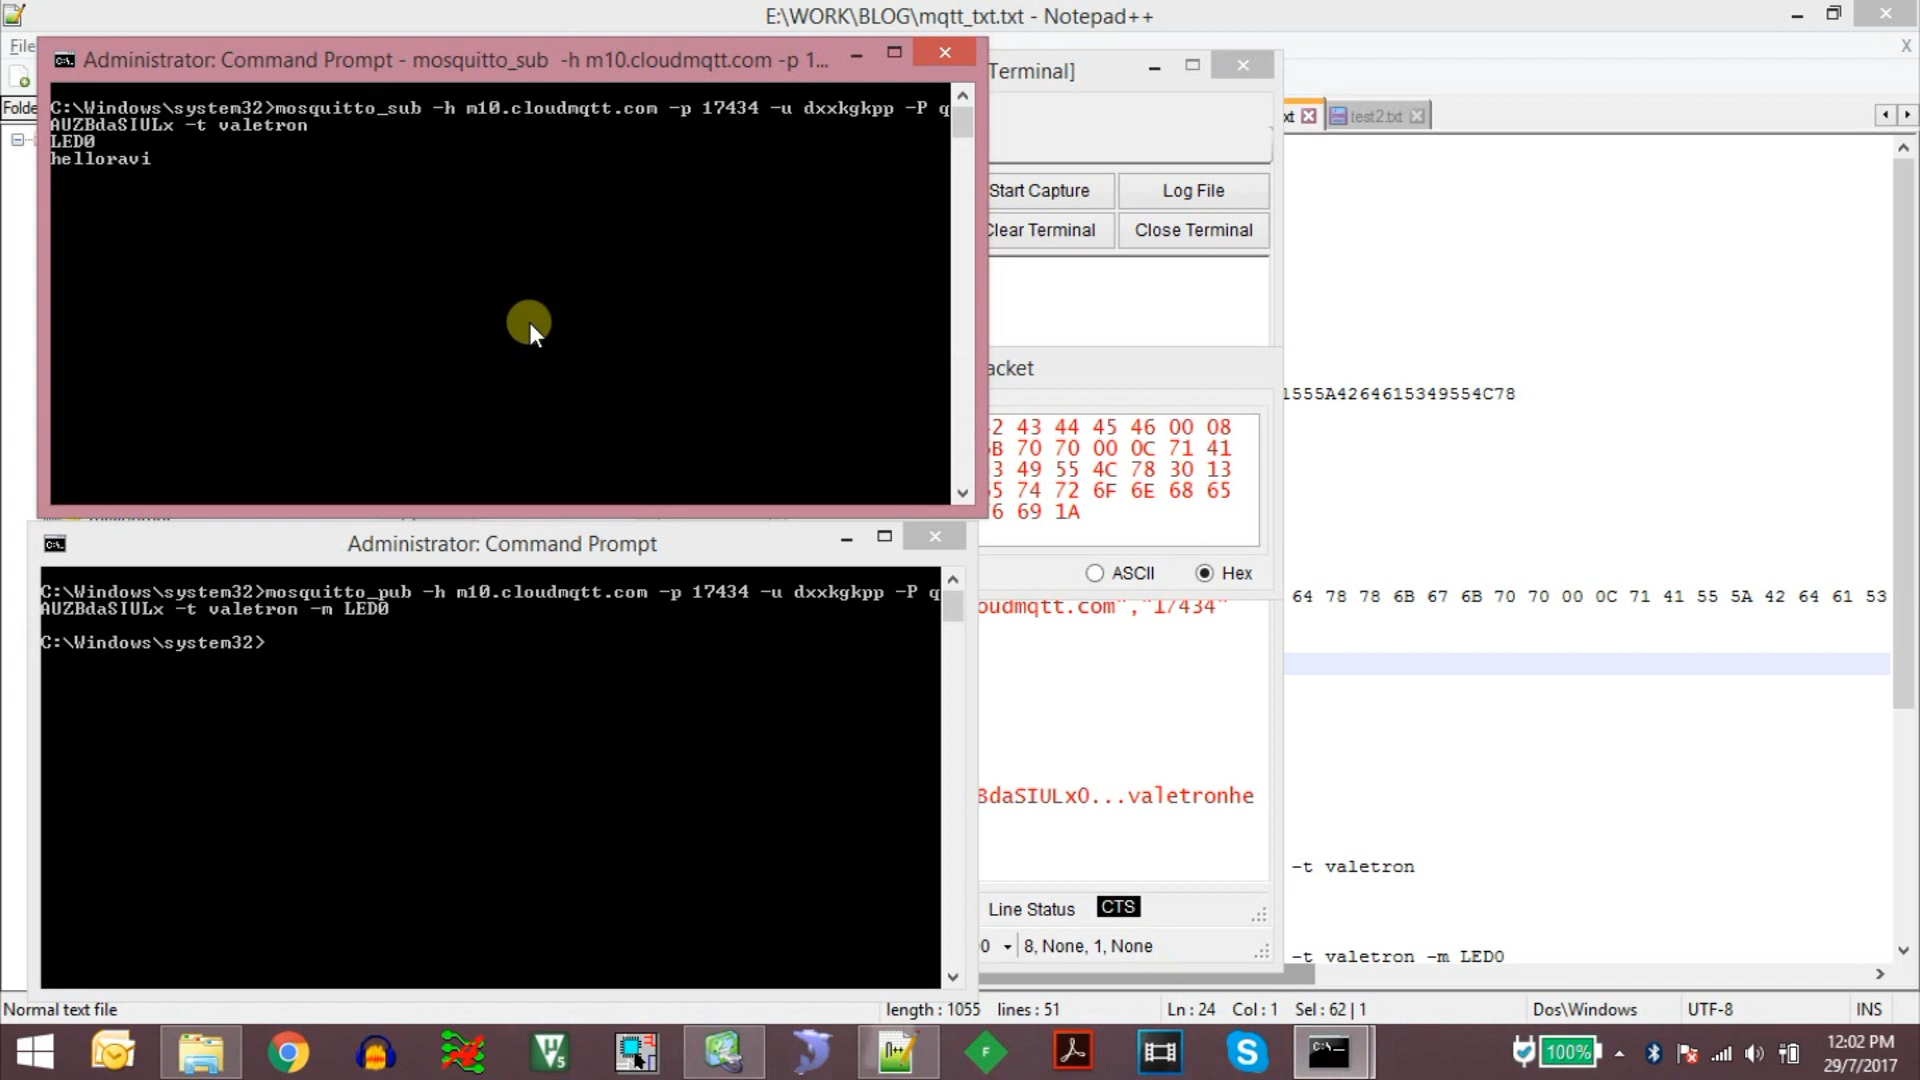 E:\WORK\BLOG\mqtt_txt.txt - Notepad++
File
Administrator: Command Prompt - mosquitto_sub -h m10.cloudmqtt.com -p 1...
C:\Windows\system32>mosquitto_sub -h m10.cloudmqtt.com -p 17434 -u dxxkgkpp -P q
AUZBdaSIULx -t valetron
LED0
helloravi
Terminal]
Folde
xt
test2.txt
Start Capture
Log File
Clear Terminal
Close Terminal
acket
1555A4264615349554C78
2 43 44 45 46 00 08
6B 70 70 00 0C 71 41
3 49 55 4C 78 30 13
65 74 72 6F 6E 68 65
76 69 1A
ASCII
Hex
Administrator: Command Prompt
C:\Windows\system32>mosquitto_pub -h m10.cloudmqtt.com -p 17434 -u dxxkgkpp -P q
AUZBdaSIULx -t valetron -m LED0
C:\Windows\system32>
oudmqtt.com","17434"
64 78 78 6B 67 6B 70 70 00 0C 71 41 55 5A 42 64 61 53
BdaSIULx0...valetronhe
-t valetron
Line Status
CTS
0
8, None, 1, None
-t valetron -m LED0
Normal text file
length : 1055
lines : 51
Ln : 24
Col : 1
Sel : 62 | 1
Dos\Windows
UTF-8
INS
100%
12:02 PM
29/7/2017